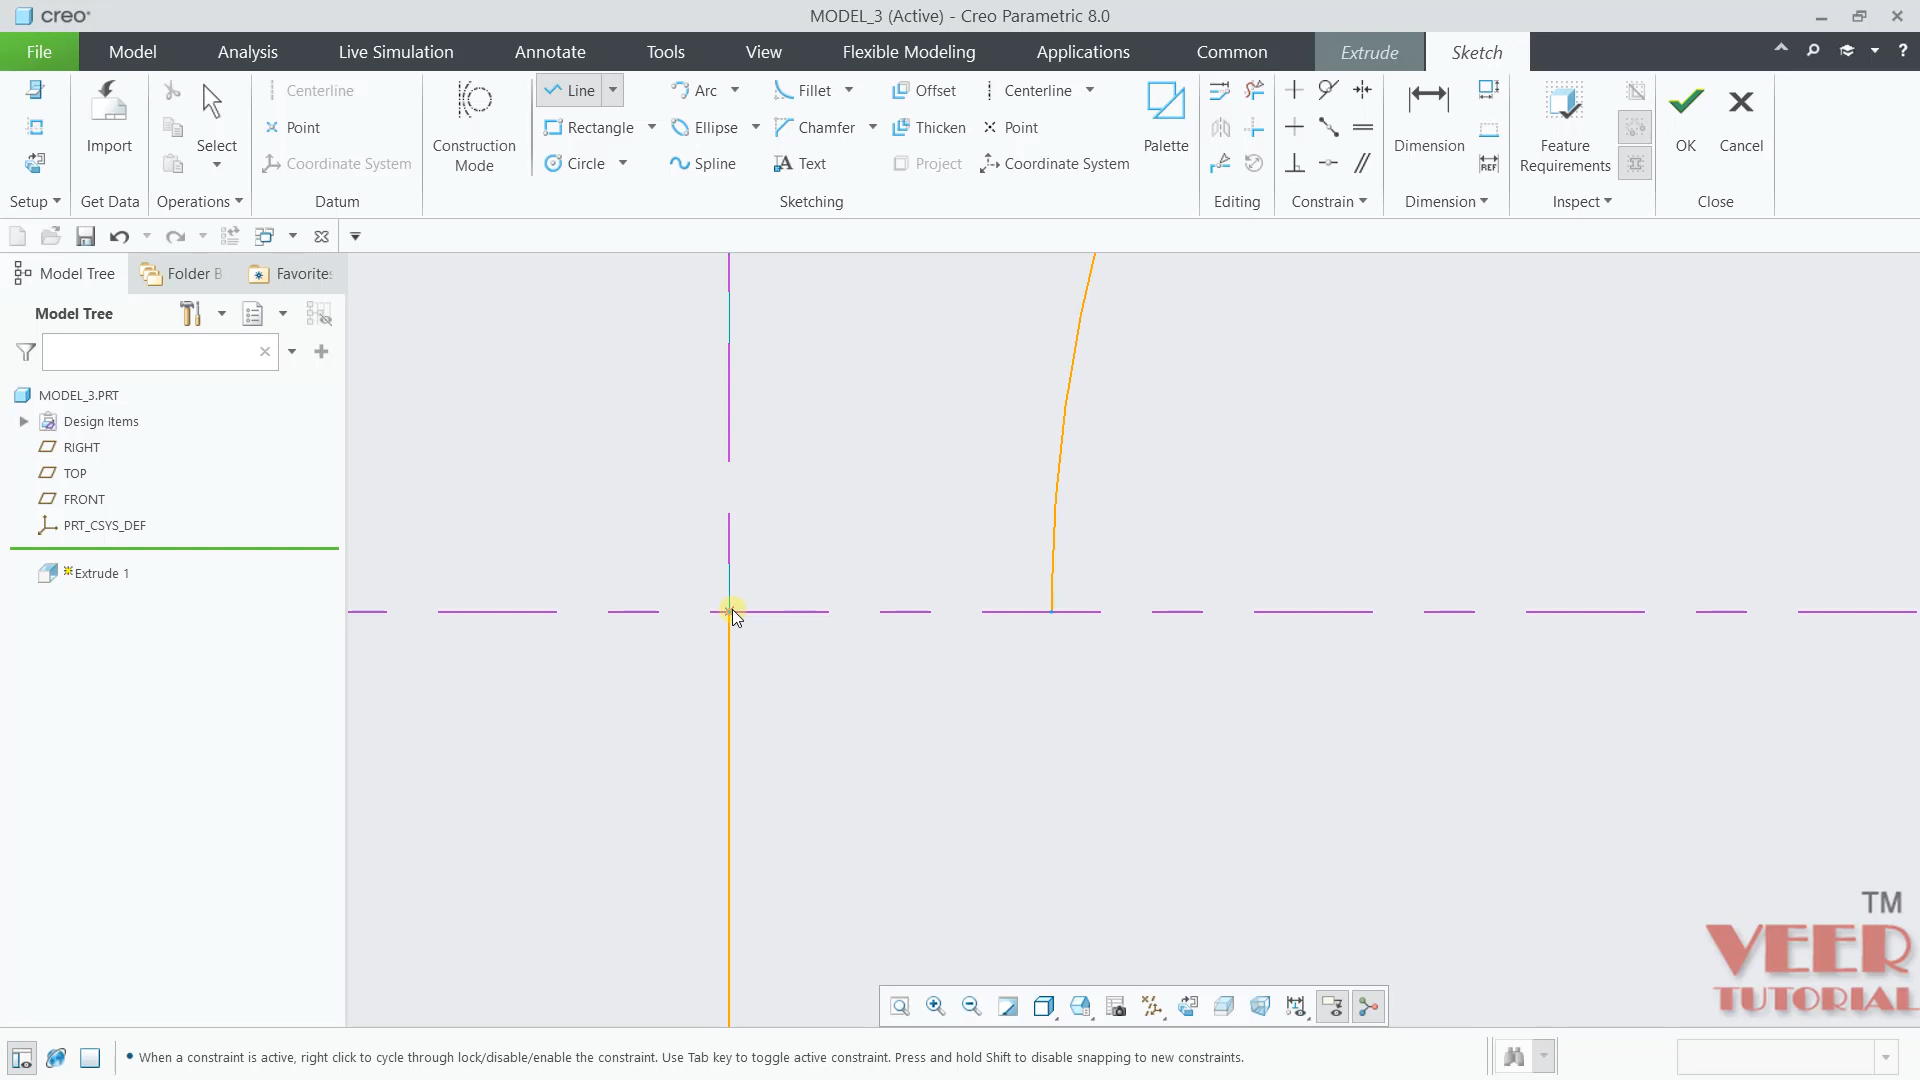 creo
MODEL_3 (Active) - Creo Parametric 8.0
File
Model
Analysis
Live Simulation
Annotate
Tools
View
Flexible Modeling
Applications
Common
Extrude
Sketch
?
Import
Select
Centerline
Point
Coordinate System
Construction
Mode
Line
Rectangle
Circle
Arc
Ellipse
Spline
Fillet
Chamfer
Text
Offset
Thicken
Project
Centerline
Point
Coordinate System
Palette
Dimension
REF
Feature
Requirements
OK
Cancel
Setup
Get Data
Operations
Datum
Sketching
Editing
Constrain
Dimension
Inspect
Close
Model Tree
Folder B
Favorites
Model Tree
MODEL_3.PRT
Design Items
RIGHT
TOP
FRONT
PRT_CSYS_DEF
Extrude 1
TM
VEER
TUTORIAL
When a constraint is active, right click to cycle through lock/disable/enable the constraint. Use Tab key to toggle active constraint. Press and hold Shift to disable snapping to new constraints.